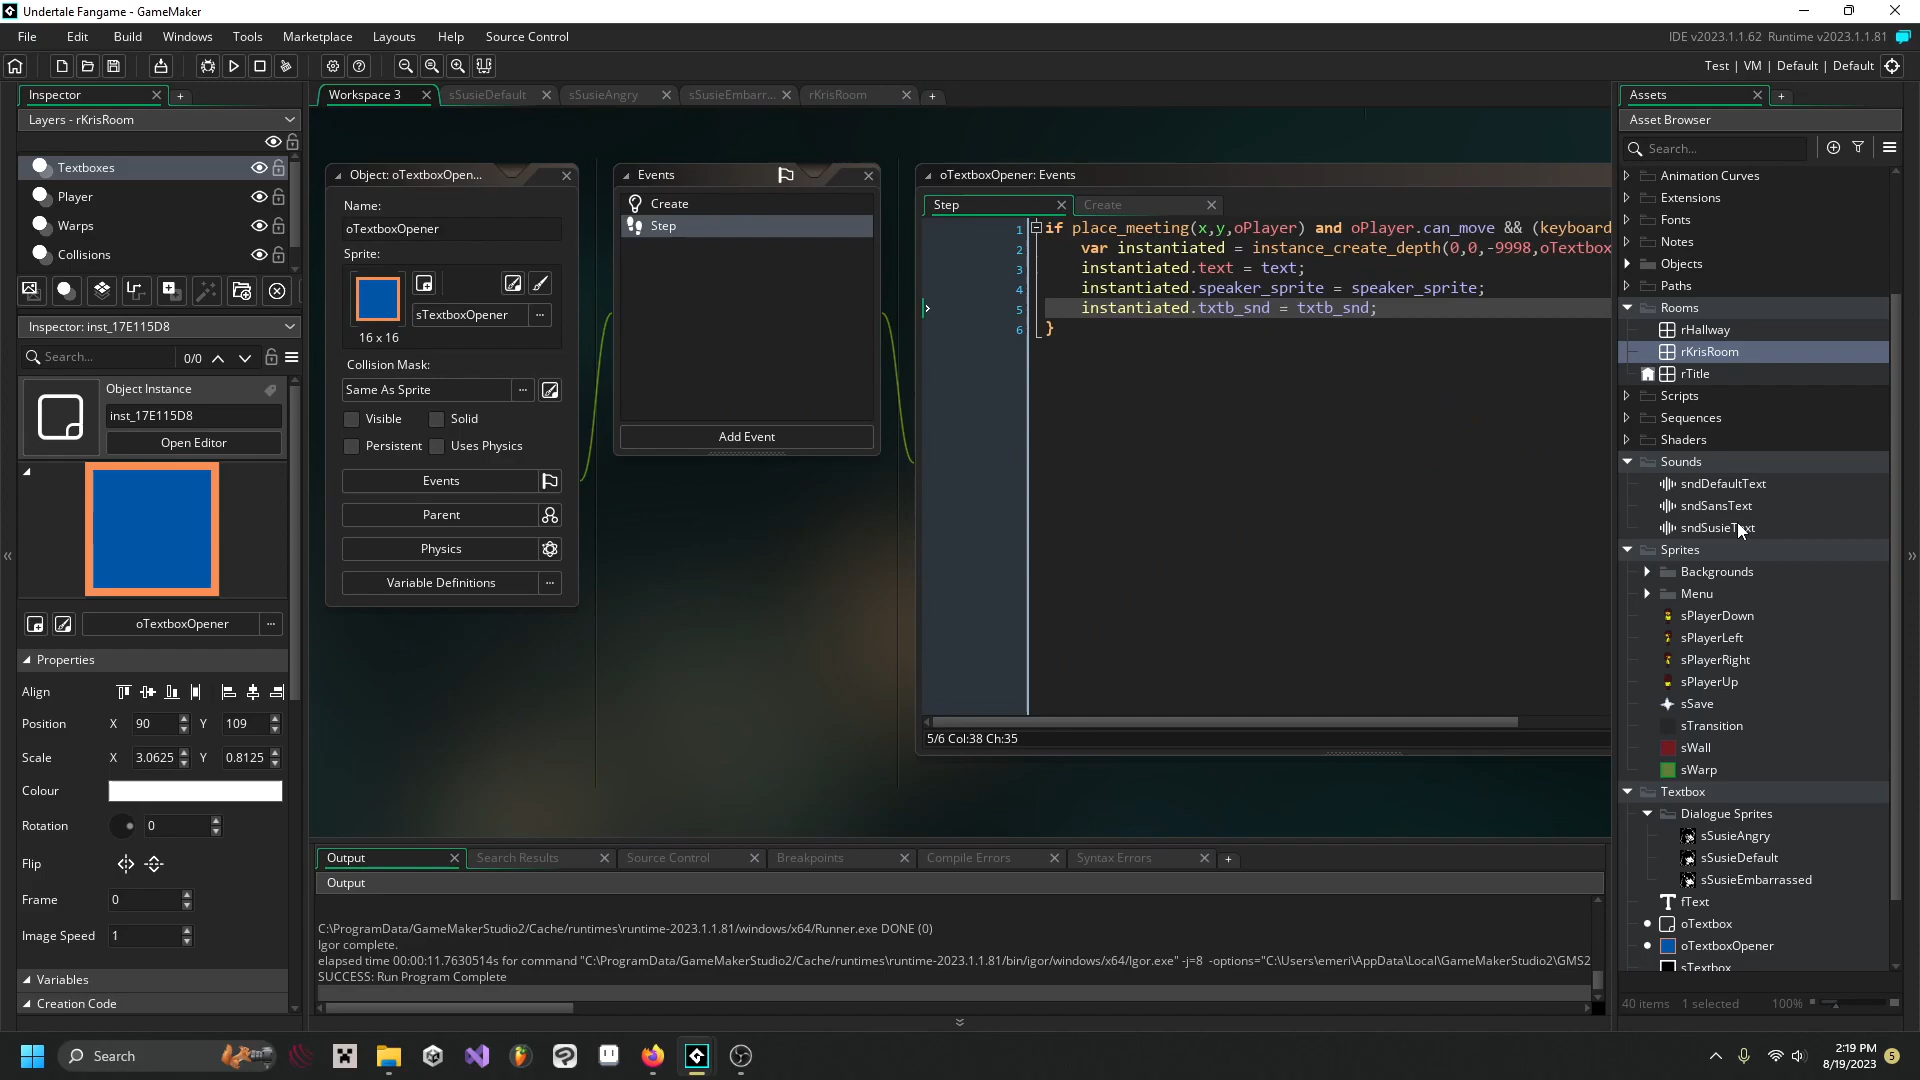 Undertale Fangame - GameMaker
File Edit Build Windows Tools Marketplace Layouts Help Source Control
IDE v2023.1.1.62 Runtime v2023.1.1.81
Test | VM | Default | Default
Inspector
Layers - rKrisRoom
Textboxes
Player
Warps
Collisions
Inspector: inst_17E115D8
Search... 0/0
Object Instance
inst_17E115D8
Open Editor
oTextboxOpener ...
Properties
Align
Position X 90 Y 109
Scale X 3.0625 Y 0.8125
Colour
Rotation 0
Flip
Frame 0
Image Speed 1
Variables
Creation Code
Workspace 3 sSusieDefault sSusieAngry sSusieEmbarr... rKrisRoom
Object: oTextboxOpen...
Name:
oTextboxOpener
Sprite:
sTextboxOpener ...
16 x 16
Collision Mask:
Same As Sprite ...
Visible Solid
Persistent Uses Physics
Events
Parent
Physics
Variable Definitions ...
Events
Create
Step
Add Event
oTextboxOpener: Events
Step Create
1 if place_meeting(x,y,oPlayer) and oPlayer.can_move && (keyboard
2 var instantiated = instance_create_depth(0,0,-9998,oTextbox
3 instantiated.text = text;
4 instantiated.speaker_sprite = speaker_sprite;
5 instantiated.txtb_snd = txtb_snd;
6 }
5/6 Col:38 Ch:35
Output Search Results Source Control Breakpoints Compile Errors Syntax Errors
Output
C:\ProgramData/GameMakerStudio2/Cache/runtimes\runtime-2023.1.1.81/windows/x64/Runner.exe DONE (0)
Igor complete.
elapsed time 00:00:11.7630514s for command "C:\ProgramData/GameMakerStudio2/Cache/runtimes\runtime-2023.1.1.81/bin/igor/windows/x64/Igor.exe" -j=8 -options="C:\Users\emeri\AppData\Local\GameMakerStudio2\GMS2
SUCCESS: Run Program Complete
Assets
Asset Browser
Search...
Animation Curves
Extensions
Fonts
Notes
Objects
Paths
Rooms
rHallway
rKrisRoom
rTitle
Scripts
Sequences
Shaders
Sounds
sndDefaultText
sndSansText
sndSusieText
Sprites
Backgrounds
Menu
sPlayerDown
sPlayerLeft
sPlayerRight
sPlayerUp
sSave
sTransition
sWall
sWarp
Textbox
Dialogue Sprites
sSusieAngry
sSusieDefault
sSusieEmbarrassed
fText
oTextbox
oTextboxOpener
sTextbox
40 items 1 selected 100%
Search
2:19 PM
8/19/2023
5